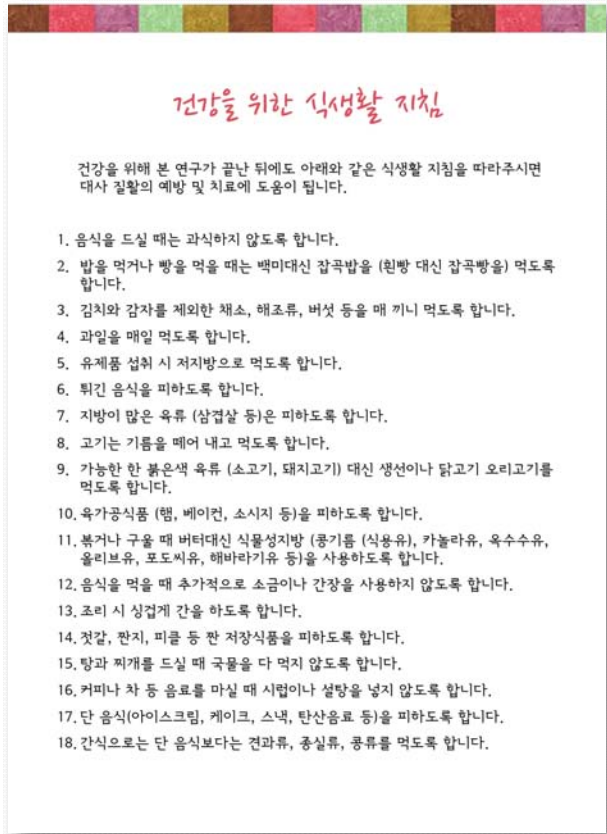 건강을 위한 식생활 지침
건강을 위해 본 연구가 끝난 뒤에도 아래와 같은 식생활 지침을 따라주시면
대사 질환의 예방 및 치료에 도움이 됩니다.
1. 음식을 드실 때는 과식하지 않도록 합니다.
2. 밥을 먹거나 빵을 먹을 때는 백미대신 잡곡밥을 (흰빵 대신 잡곡빵을) 먹도록
합니다.
3. 김치와 감자를 제외한 채소, 해조류, 버섯 등을 매 끼니 먹도록 합니다.
4. 과일을 매일 먹도록 합니다.
5. 유제품 섭취 시 저지방으로 먹도록 합니다.
6. 튀긴 음식을 피하도록 합니다.
7. 지방이 많은 육류 (삼겹살 등)은 피하도록 합니다.
8. 고기는 기름을 떼어 내고 먹도록 합니다.
9. 가능한 한 붉은색 육류 (소고기, 돼지고기) 대신 생선이나 닭고기 오리고기를
먹도록 합니다.
10. 육가공식품 (햄, 베이컨, 소시지 등)을 피하도록 합니다.
11. 볶거나 구울 때 버터대신 식물성지방 (콩기름 (식용유), 카놀라유, 옥수수유,
올리브유, 포도씨유, 해바라기유 등)을 사용하도록 합니다.
12. 음식을 먹을 때 추가적으로 소금이나 간장을 사용하지 않도록 합니다.
13. 조리 시 싱겁게 간을 하도록 합니다.
14. 젓갈, 짠지, 피클 등 짠 저장식품을 피하도록 합니다.
15. 탕과 찌개를 드실 때 국물을 다 먹지 않도록 합니다.
16. 커피나 차 등 음료를 마실 때 시럽이나 설탕을 넣지 않도록 합니다.
17. 단 음식(아이스크림, 케이크, 스낵, 탄산음료 등)을 피하도록 합니다.
18. 간식으로는 단 음식보다는 견과류, 종실류, 콩류를 먹도록 합니다.